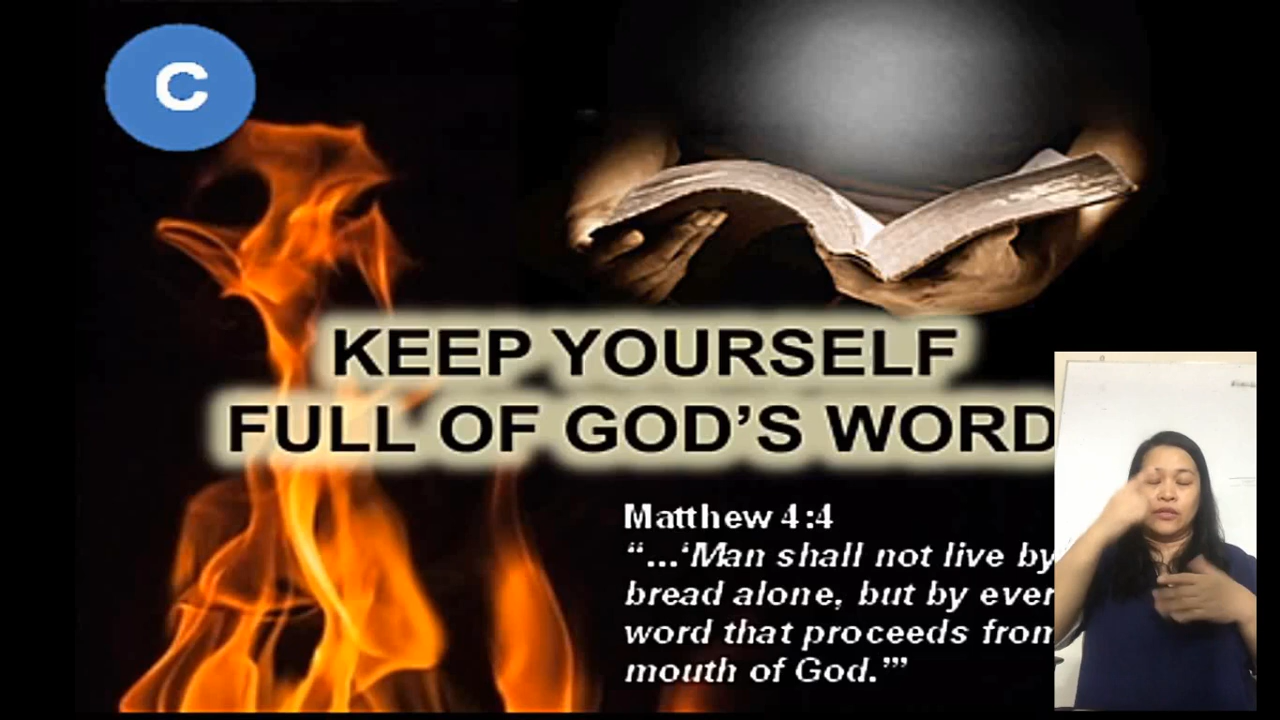 C
KEEP YOURSELF
FULL OF GOD'S WORD
Matthew 4:4
“...‘Man shall not live by
bread alone, but by ever
word that proceeds from
mouth of God.’”